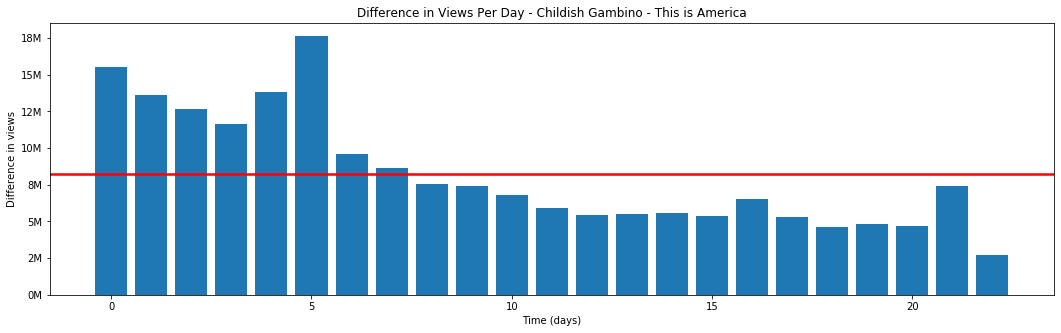 Difference in Views Per Day - Childish Gambino - This is America
18M
15M
12M
10M
8M
5M
2M
0M
Difference in views
0 5 10 15 20
Time (days)